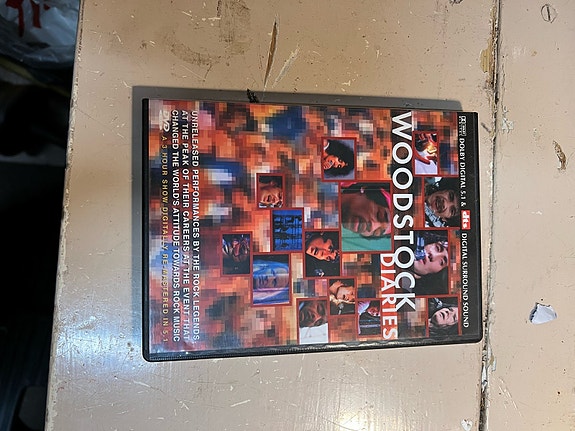 DOLBY DIGITAL 5.1 & dts DIGITAL SURROUND SOUND
WOODSTOCK
DIARIES
UNRELEASED PERFORMANCES BY THE ROCK LEGENDS,
AT THE PEAK OF THEIR CAREERS AT THE EVENT THAT
CHANGED THE WORLD'S ATTITUDE TOWARDS ROCK MUSIC
DVD A 3 HOUR SHOW DIGITALLY RE-MASTERED IN 5.1